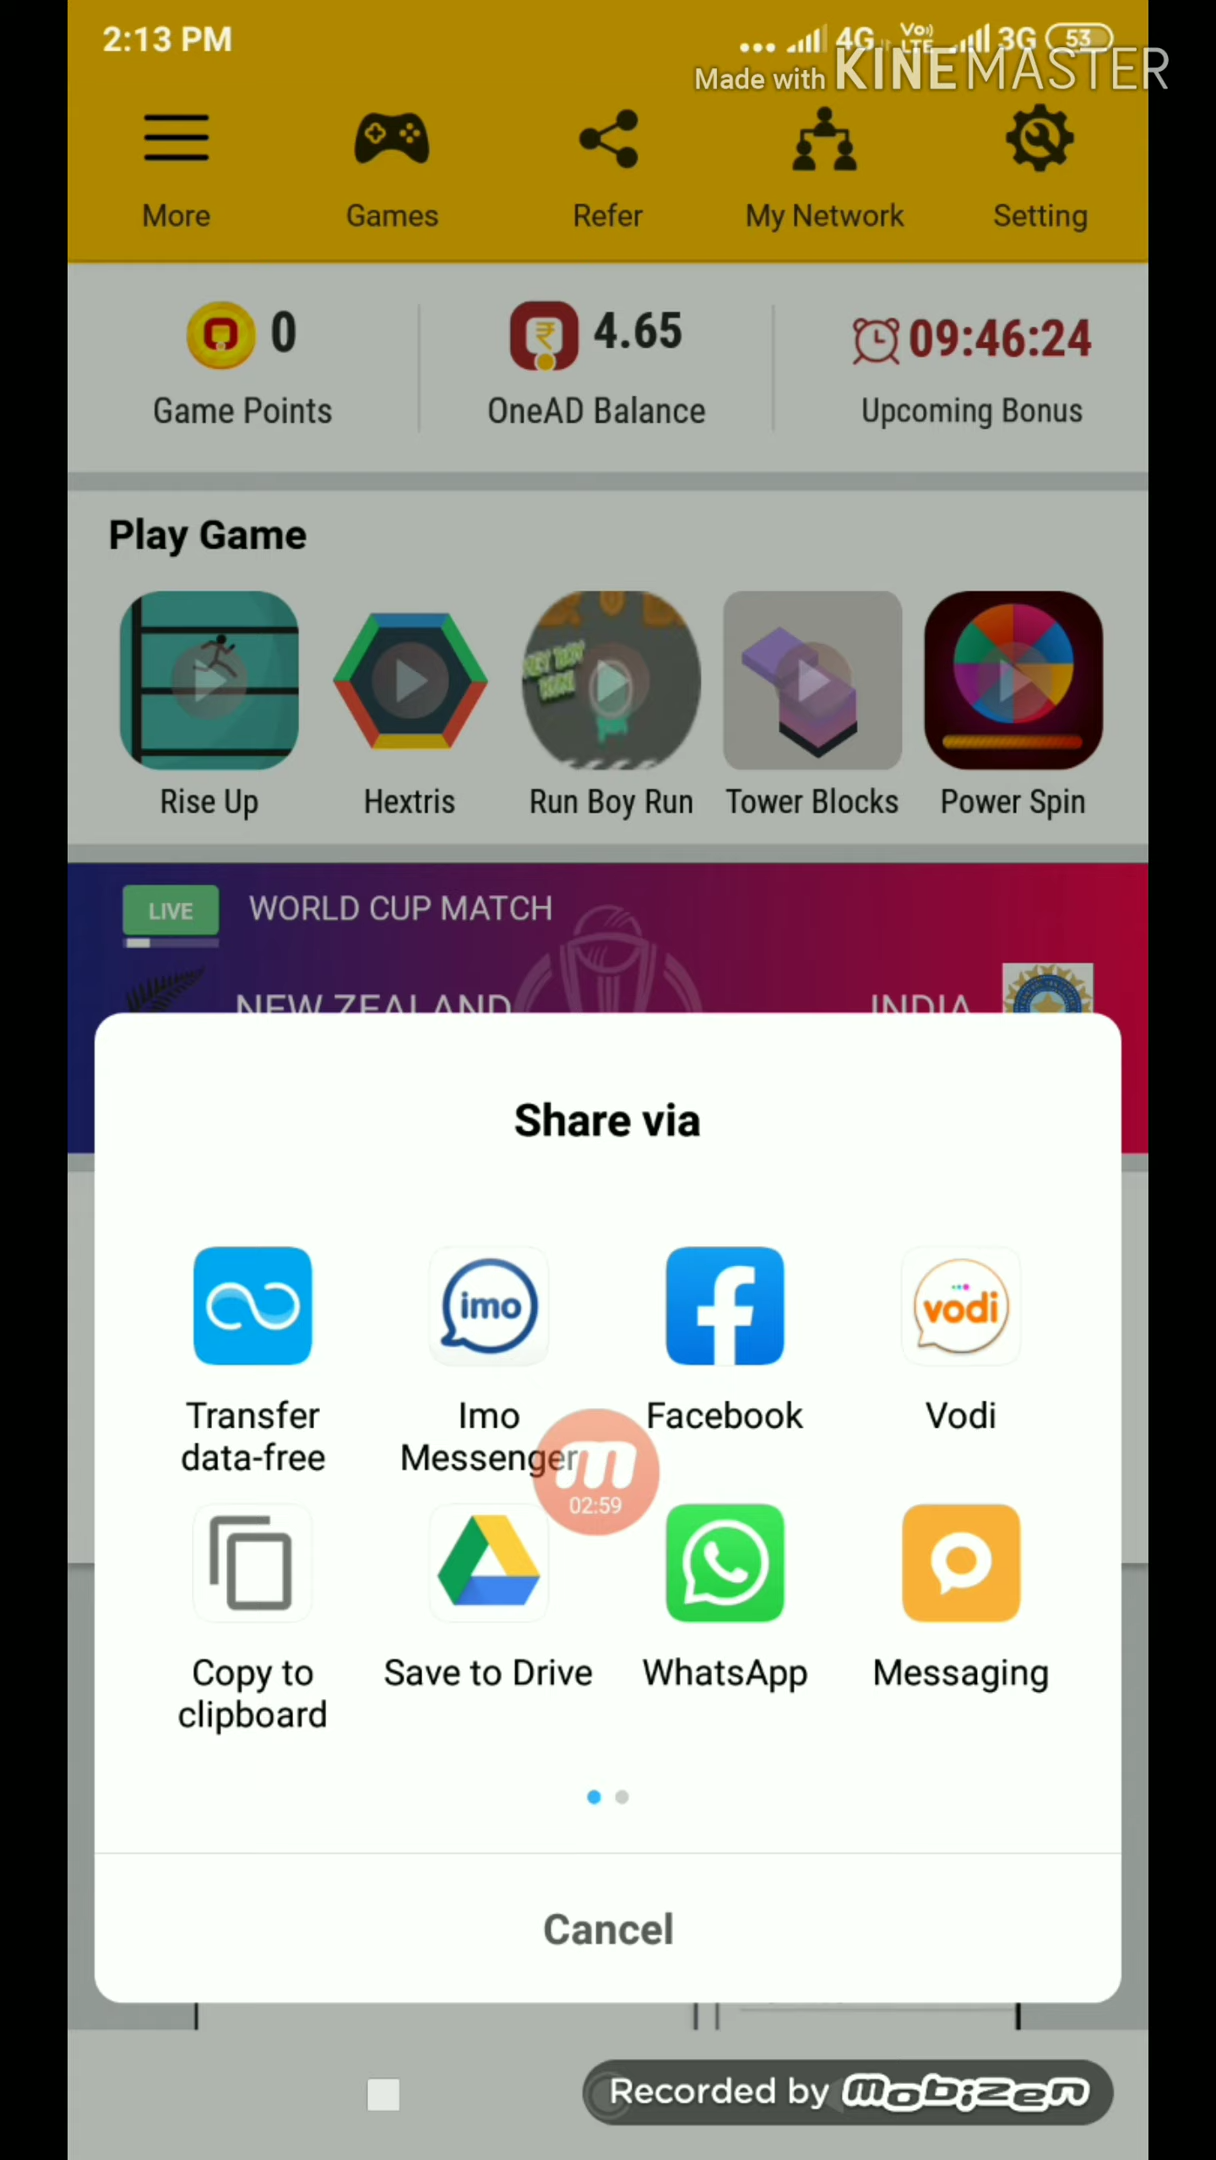 2:13 PM
4G VoLTE 3G 53
Made with KINEMASTER
More Games Refer My Network Setting
0 4.65 09:46:24
Game Points OneAD Balance Upcoming Bonus
Play Game
Rise Up Hextris Run Boy Run Tower Blocks Power Spin
LIVE WORLD CUP MATCH
NEW ZEALAND INDIA
Share via
imo vodi
Transfer data-free
Imo Messenger
Facebook
Vodi
02:59
Copy to clipboard
Save to Drive
WhatsApp
Messaging
Cancel
Recorded by mobizen